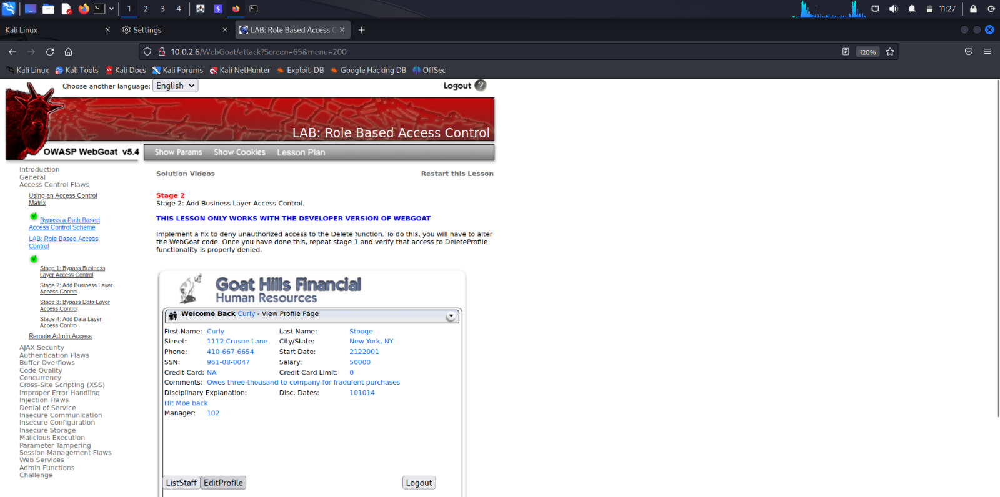 1 2 3 4 11:27
Kali Linux × Settings × LAB: Role Based Access C × +
10.0.2.6/WebGoat/attack?Screen=65&menu=200 120%
Kali Linux Kali Tools Kali Docs Kali Forums Kali NetHunter Exploit-DB Google Hacking DB OffSec
Choose another language: English Logout ?
LAB: Role Based Access Control
OWASP WebGoat v5.4 Show Params Show Cookies Lesson Plan
Introduction
General
Access Control Flaws
Using an Access Control
Matrix
Bypass a Path Based
Access Control Scheme
LAB: Role Based Access
Control
Stage 1: Bypass Business
Layer Access Control
Stage 2: Add Business Layer
Access Control
Stage 3: Bypass Data Layer
Access Control
Stage 4: Add Data Layer
Access Control
Remote Admin Access
AJAX Security
Authentication Flaws
Buffer Overflows
Code Quality
Concurrency
Cross-Site Scripting (XSS)
Improper Error Handling
Injection Flaws
Denial of Service
Insecure Communication
Insecure Configuration
Insecure Storage
Malicious Execution
Parameter Tampering
Session Management Flaws
Web Services
Admin Functions
Challenge
Solution Videos Restart this Lesson
Stage 2
Stage 2: Add Business Layer Access Control.
THIS LESSON ONLY WORKS WITH THE DEVELOPER VERSION OF WEBGOAT
Implement a fix to deny unauthorized access to the Delete function. To do this, you will have to alter
the WebGoat code. Once you have done this, repeat stage 1 and verify that access to DeleteProfile
functionality is properly denied.
Goat Hills Financial
Human Resources
Welcome Back Curly - View Profile Page
First Name: Curly Last Name: Stooge
Street: 1112 Crusoe Lane City/State: New York, NY
Phone: 410-667-6654 Start Date: 2122001
SSN: 961-08-0047 Salary: 50000
Credit Card: NA Credit Card Limit: 0
Comments: Owes three-thousand to company for fradulent purchases
Disciplinary Explanation: Disc. Dates: 101014
Hit Moe back
Manager: 102
ListStaff EditProfile Logout